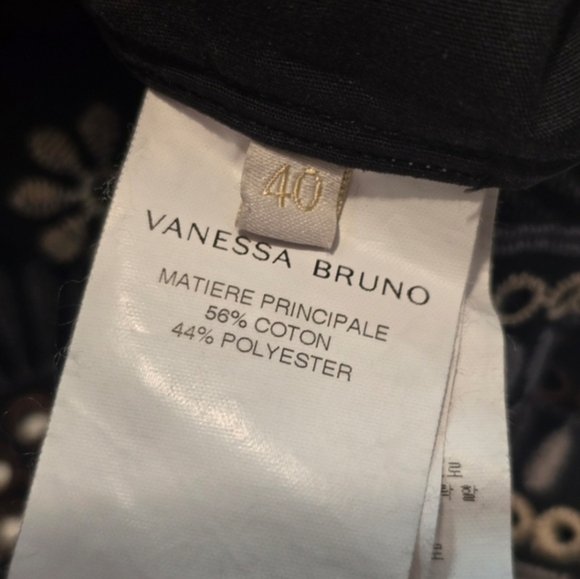 40
VANESSA BRUNO
MATIERE PRINCIPALE
56% COTON
44% POLYESTER